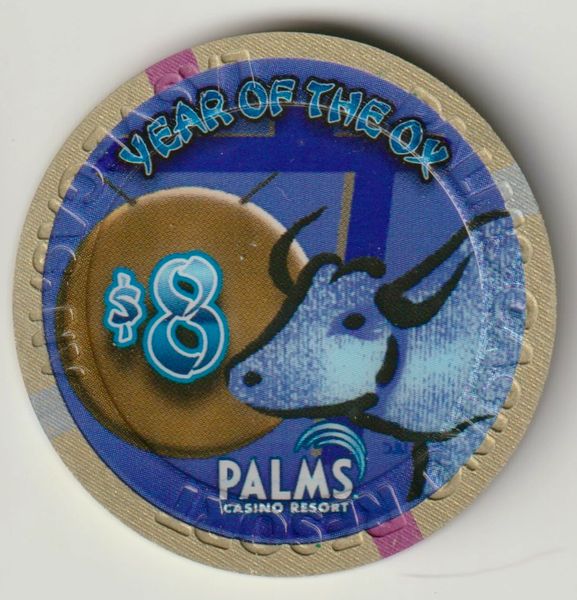 YEAR OF THE OX
$8
PALMS
CASINO RESORT